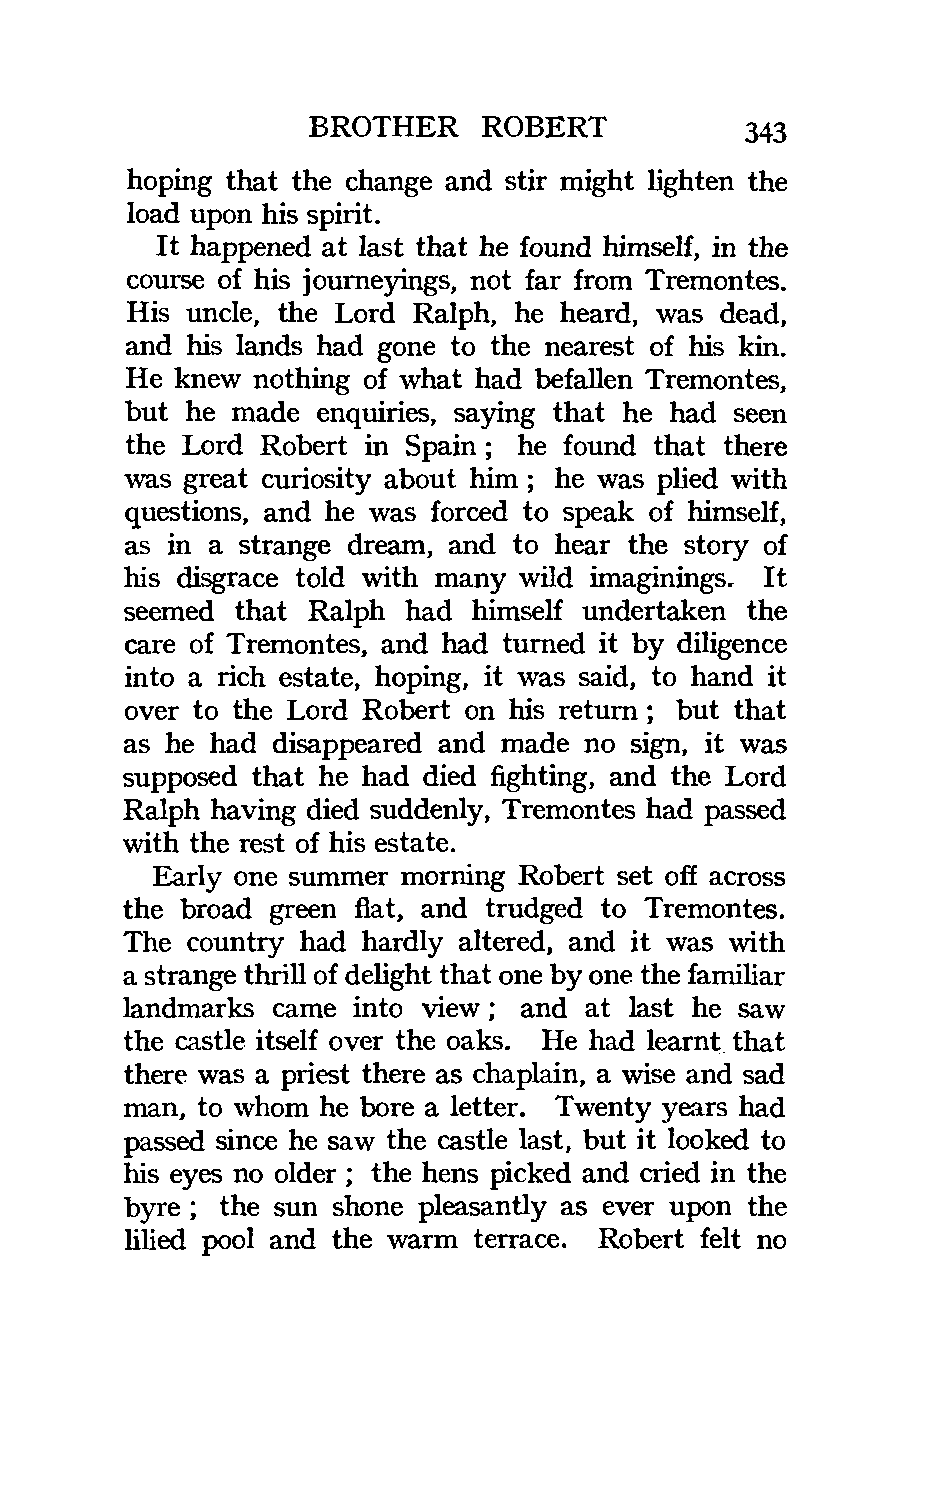 BROTHER ROBERT 343
hoping that the change and stir might lighten the
load upon his spirit.
It happened at last that he found himself, in the
course of his journeyings, not far from Tremontes.
His uncle, the Lord Ralph, he heard, was dead,
and his lands had gone to the nearest of his kin.
He knew nothing of what had befallen Tremontes,
but he made enquiries, saying that he had seen
the Lord Robert in Spain ; he found that there
was great curiosity about him ; he was plied with
questions, and he was forced to speak of himself,
as in a strange dream, and to hear the story of
his disgrace told with many wild imaginings. It
seemed that Ralph had himself undertaken the
care of Tremontes, and had turned it by diligence
into a rich estate, hoping, it was said, to hand it
over to the Lord Robert on his return ; but that
as he had disappeared and made no sign, it was
supposed that he had died fighting, and the Lord
Ralph having died suddenly, Tremontes had passed
with the rest of his estate.
Early one summer morning Robert set off across
the broad green flat, and trudged to Tremontes.
The country had hardly altered, and it was with
a strange thrill of delight that one by one the familiar
landmarks came into view ; and at last he saw
the castle itself over the oaks. He had learnt that
there was a priest there as chaplain, a wise and sad
man, to whom he bore a letter. Twenty years had
passed since he saw the castle last, but it looked to
his eyes no older ; the hens picked and cried in the
byre ; the sun shone pleasantly as ever upon the
lilied pool and the warm terrace. Robert felt no